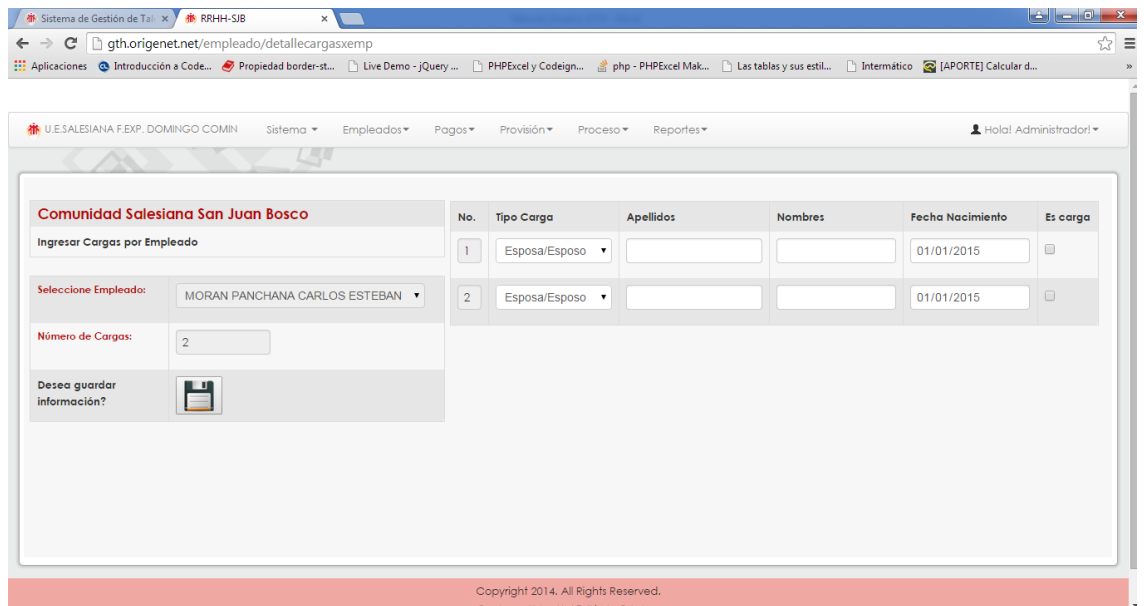 Sistema de Gestión de Tal
RRHH-SJB
gth.origenet.net/empleado/detallecargasxemp
Aplicaciones Introducción a Code... Propiedad border-st... Live Demo - jQuery ... PHPExcel y Codeign... php - PHPExcel Mak... Las tablas y sus estil... Intermático [APORTE] Calcular d... »
U.E.SALESIANA F.EXP. DOMINGO COMIN Sistema Empleados Pagos Provisión Proceso Reportes Hola! Administrador!
Comunidad Salesiana San Juan Bosco
Ingresar Cargas por Empleado
Seleccione Empleado: MORAN PANCHANA CARLOS ESTEBAN
Número de Cargas: 2
Desea guardar
información?
No. Tipo Carga Apellidos Nombres Fecha Nacimiento Es carga
1 Esposa/Esposo 01/01/2015
2 Esposa/Esposo 01/01/2015
Copyright 2014. All Rights Reserved.